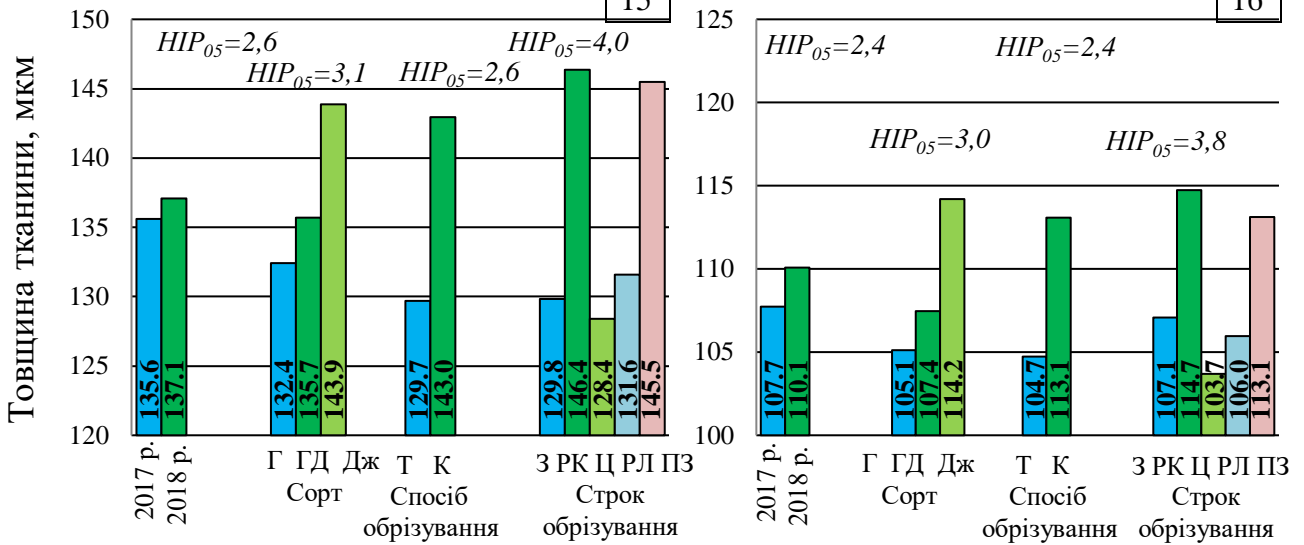 15
16
Товщина тканини, мкм
150
145
140
135
130
125
120
НІР05=2,6
НІР05=3,1
НІР05=2,6
НІР05=4,0
135.6
137.1
132.4
135.7
143.9
129.7
143.0
129.8
146.4
128.4
131.6
145.5
2017 р.
2018 р.
Г ГД Дж
Сорт
Т К
Спосіб
обрізування
З РК Ц РЛ ПЗ
Строк
обрізування
125
120
115
110
105
100
НІР05=2,4
НІР05=3,0
НІР05=2,4
НІР05=3,8
107.7
110.1
105.1
107.4
114.2
104.7
113.1
107.1
114.7
103.7
106.0
113.1
2017 р.
2018 р.
Г ГД Дж
Сорт
Т К
Спосіб
обрізування
З РК Ц РЛ ПЗ
Строк
обрізування